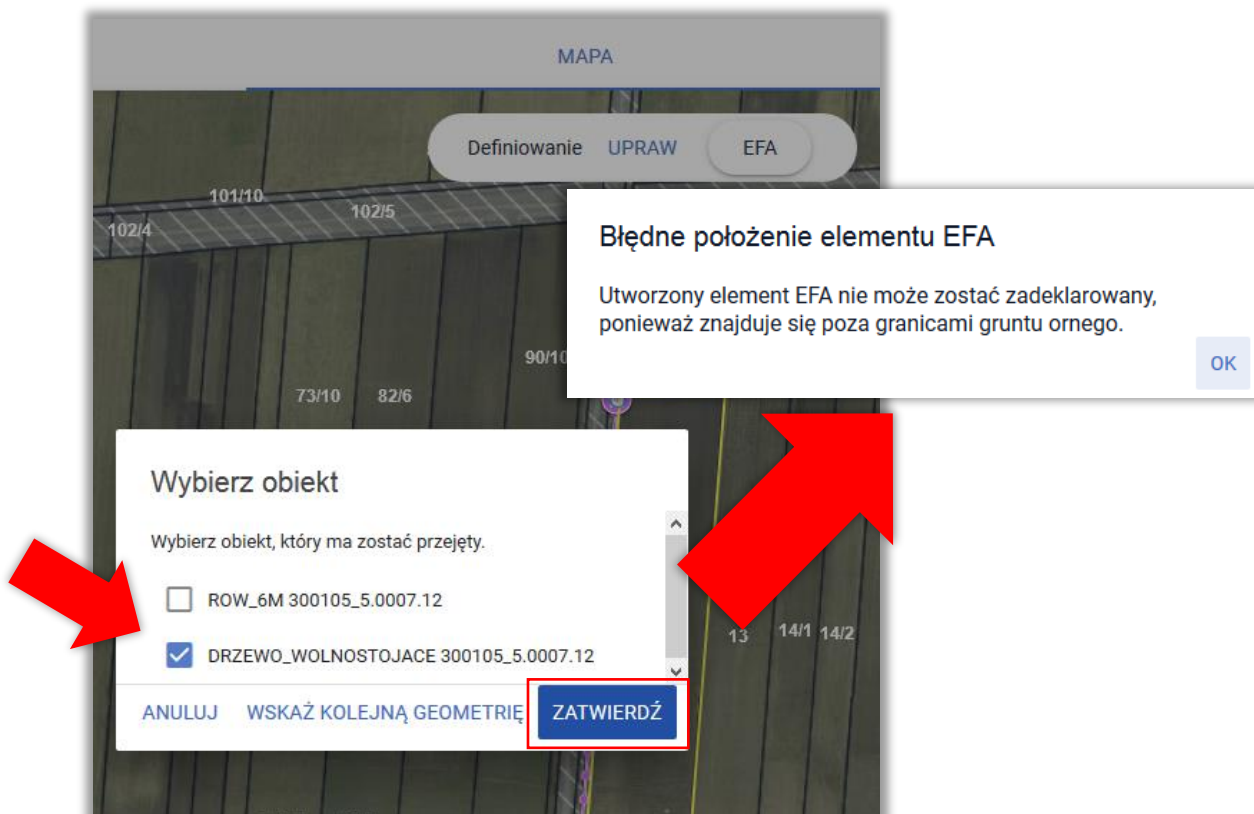 MAPA
Definiowanie UPRAW EFA
101/10
102/5
102/4
Błędne położenie elementu EFA
Utworzony element EFA nie może zostać zadeklarowany,
ponieważ znajduje się poza granicami gruntu ornego.
OK
90/10
73/10 82/6
Wybierz obiekt
Wybierz obiekt, który ma zostać przejęty.
ROW_6M 300105_5.0007.12
DRZEWO_WOLNOSTOJACE 300105_5.0007.12
13 14/1 14/2
ANULUJ WSKAŻ KOLEJNĄ GEOMETRIĘ ZATWIERDŹ